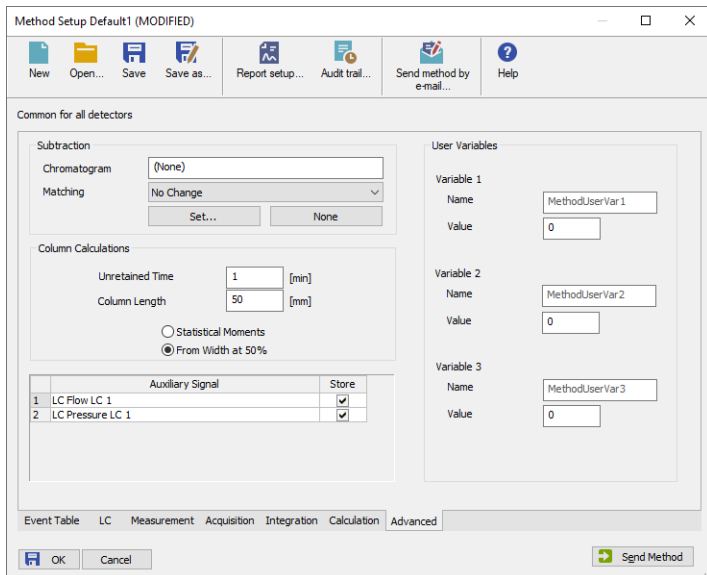 Method Setup Default1 (MODIFIED)
New Open... Save Save as... Report setup... Audit trail... Send method by e-mail... Help
Common for all detectors
Subtraction
Chromatogram (None)
Matching No Change
Set... None
Column Calculations
Unretained Time 1 [min]
Column Length 50 [mm]
Statistical Moments
From Width at 50%
Auxiliary Signal Store
1 LC Flow LC 1
2 LC Pressure LC 1
User Variables
Variable 1
Name MethodUserVar1
Value 0
Variable 2
Name MethodUserVar2
Value 0
Variable 3
Name MethodUserVar3
Value 0
Event Table LC Measurement Acquisition Integration Calculation Advanced
OK Cancel Send Method